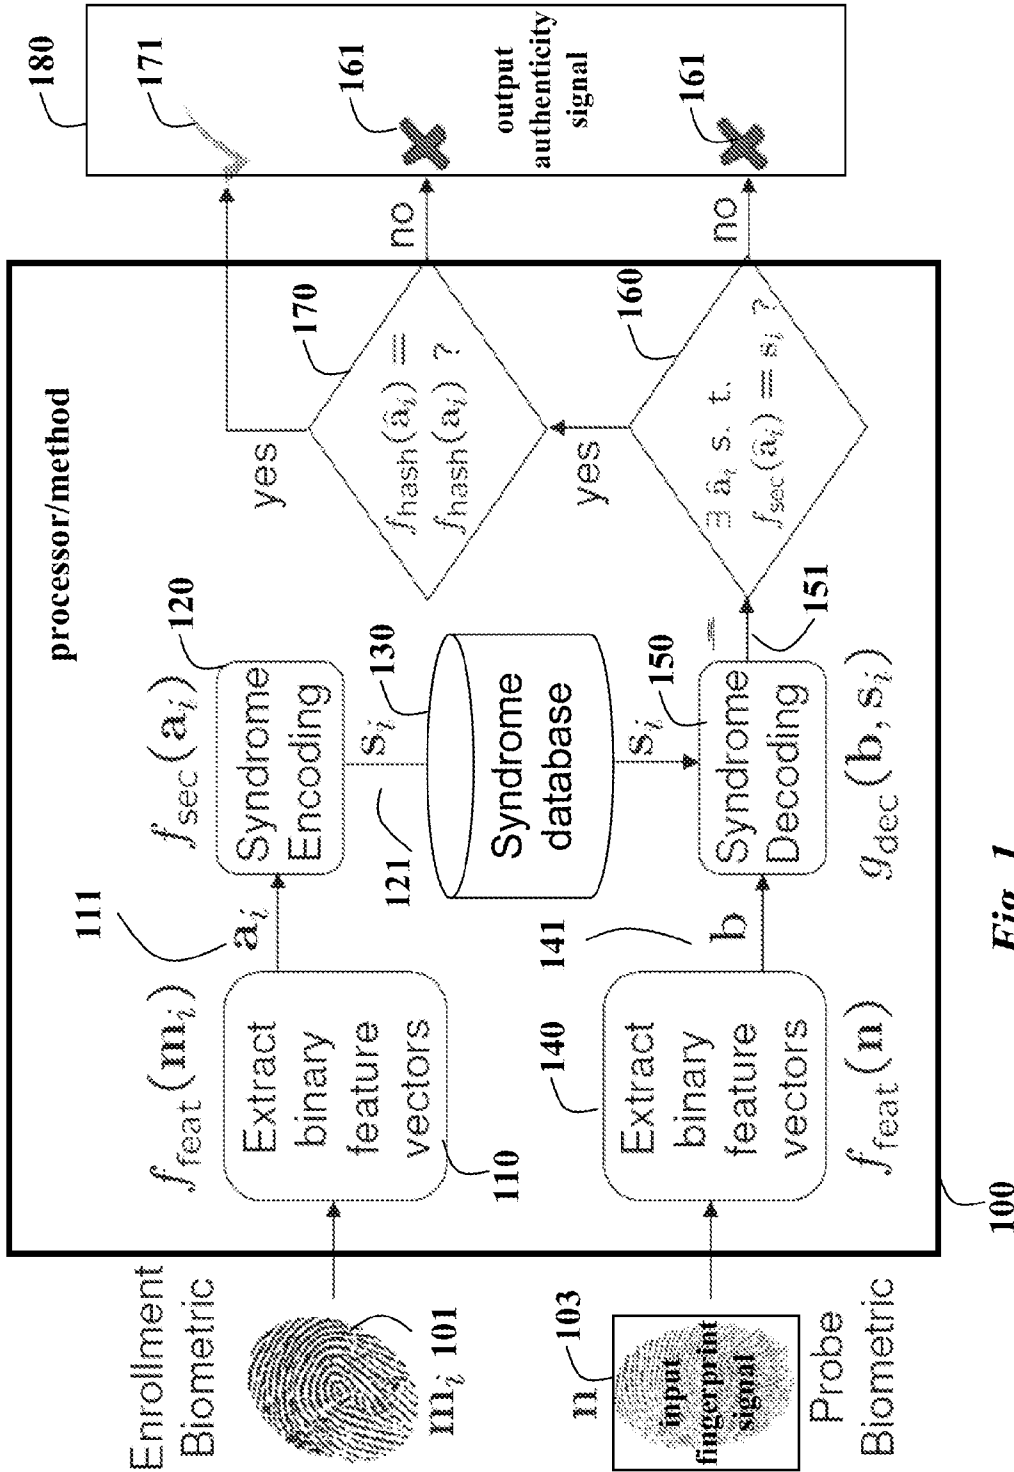 processor/method
Enrollment
Biometric
m_i 101
f_feat(m_i)
Extract
binary
feature
vectors
110
111
a_i
f_sec(a_i)
120
Syndrome
Encoding
s_i
121
130
Syndrome
database
s_i
n 103
input
fingerprint
signal
Probe
Biometric
140
Extract
binary
feature
vectors
f_feat(n)
141
b
150
Syndrome
Decoding
g_dec(b, s_i)
=
151
160
∃ â_i s. t.
f_sec(â_i) = s_i ?
yes
no
170
f_hash(â_i) =
f_hash(a_i) ?
yes
no
180
171
161
output
authenticity
signal
161
100
Fig. 1